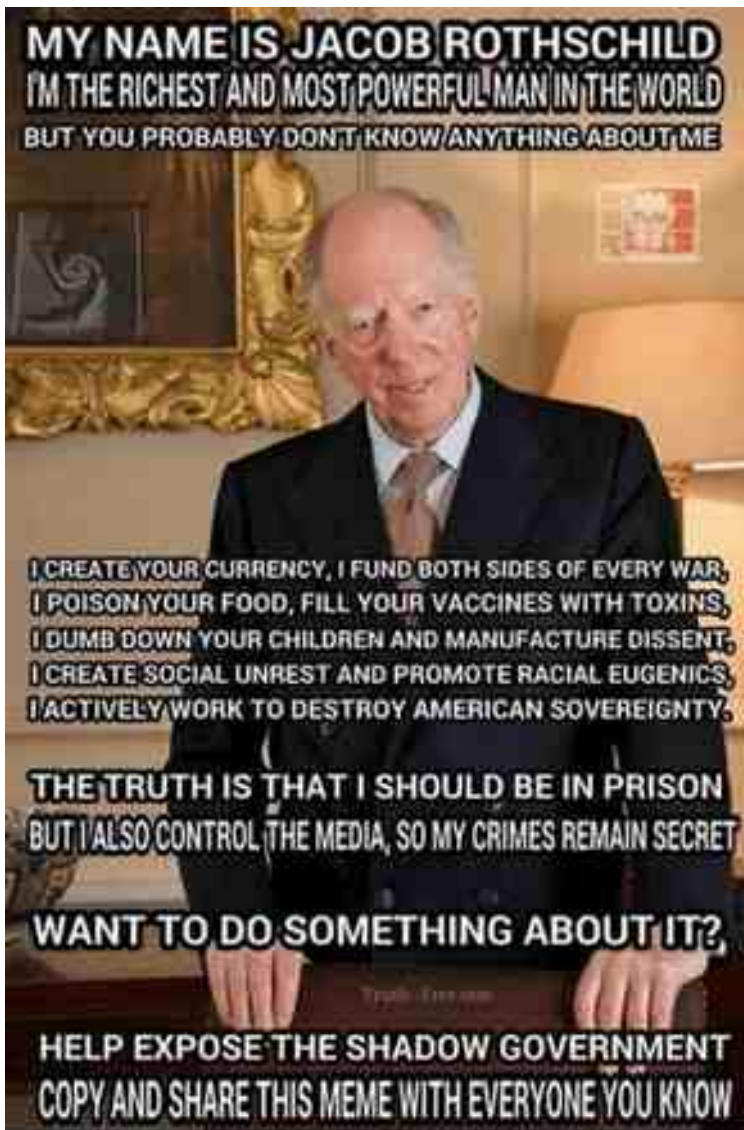 MY NAME IS JACOB ROTHSCHILD
I'M THE RICHEST AND MOST POWERFUL MAN IN THE WORLD
BUT YOU PROBABLY DON'T KNOW ANYTHING ABOUT ME
I CREATE YOUR CURRENCY, I FUND BOTH SIDES OF EVERY WAR,
I POISON YOUR FOOD, FILL YOUR VACCINES WITH TOXINS,
I DUMB DOWN YOUR CHILDREN AND MANUFACTURE DISSENT,
I CREATE SOCIAL UNREST AND PROMOTE RACIAL EUGENICS,
I ACTIVELY WORK TO DESTROY AMERICAN SOVEREIGNTY.
THE TRUTH IS THAT I SHOULD BE IN PRISON
BUT I ALSO CONTROL THE MEDIA, SO MY CRIMES REMAIN SECRET
WANT TO DO SOMETHING ABOUT IT?,
HELP EXPOSE THE SHADOW GOVERNMENT
COPY AND SHARE THIS MEME WITH EVERYONE YOU KNOW